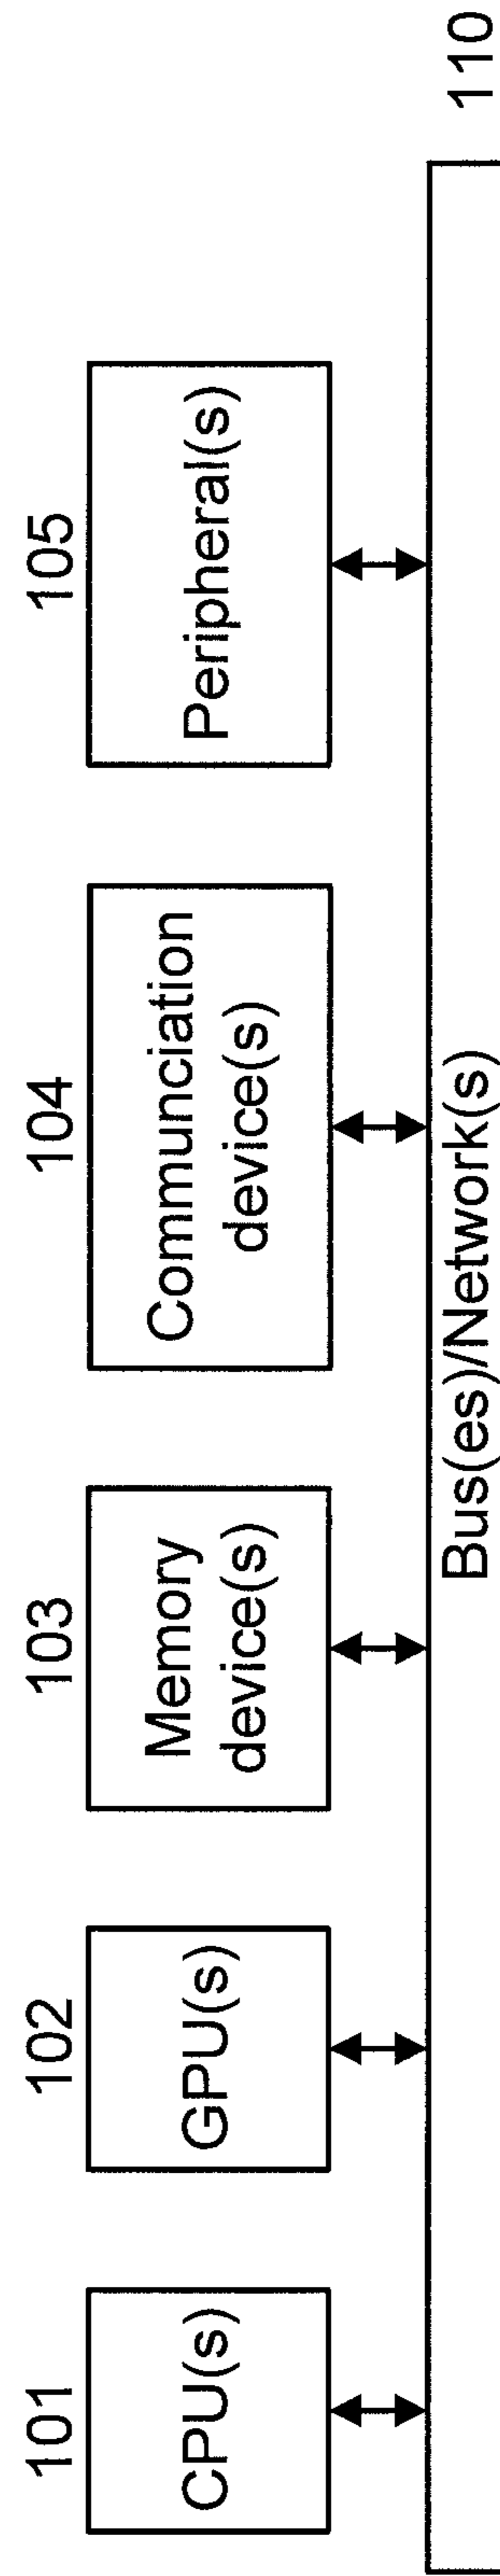 101
CPU(s)
102
GPU(s)
103
Memory
device(s)
104
Communciation
device(s)
105
Peripheral(s)
Bus(es)/Network(s)
110